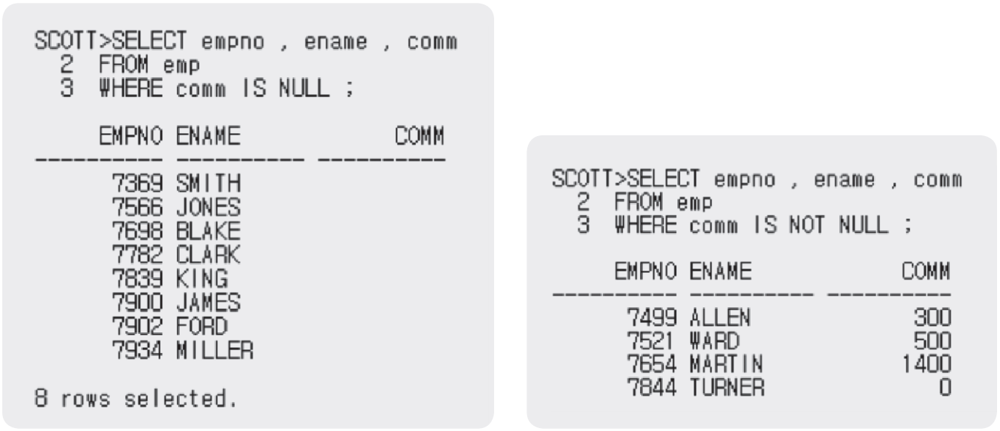 SCOTT>SELECT empno , ename , comm
  2  FROM emp
  3  WHERE comm IS NULL ;
     EMPNO ENAME            COMM
---------- ---------- ----------
      7369 SMITH
      7566 JONES
      7698 BLAKE
      7782 CLARK
      7839 KING
      7900 JAMES
      7902 FORD
      7934 MILLER
8 rows selected.
SCOTT>SELECT empno , ename , comm
  2  FROM emp
  3  WHERE comm IS NOT NULL ;
     EMPNO ENAME            COMM
---------- ---------- ----------
      7499 ALLEN             300
      7521 WARD              500
      7654 MARTIN           1400
      7844 TURNER              0